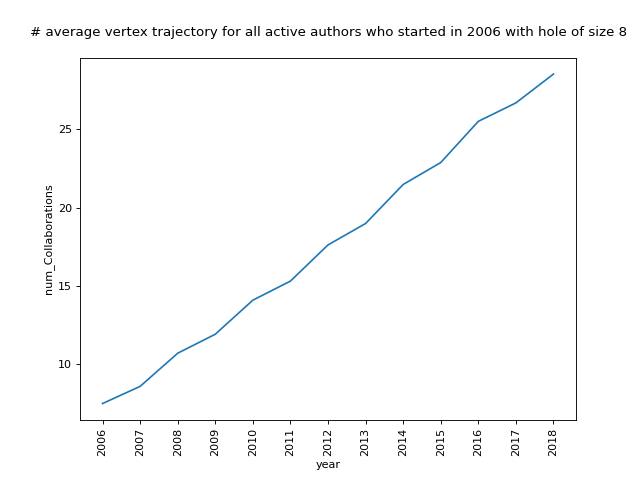 # average vertex trajectory for all active authors who started in 2006 with hole of size 8
25
20
15
10
num_Collaborations
2006 2007 2008 2009 2010 2011 2012 2013 2014 2015 2016 2017 2018
year